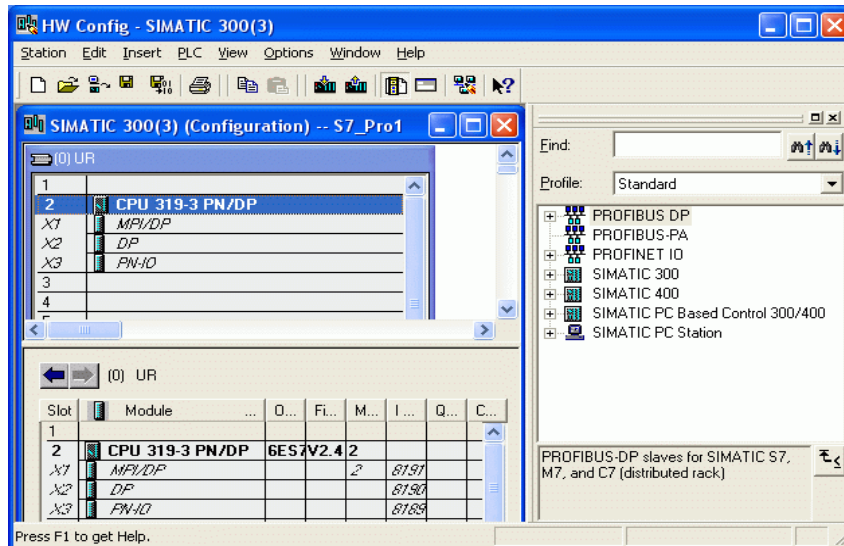 HW Config - SIMATIC 300(3)
Station Edit Insert PLC View Options Window Help
SIMATIC 300(3) (Configuration) -- S7_Pro1
(0) UR
1
2 CPU 319-3 PN/DP
X1 MPI/DP
X2 DP
X3 PN-IO
3
4
Find:
Profile: Standard
PROFIBUS DP
PROFIBUS-PA
PROFINET IO
SIMATIC 300
SIMATIC 400
SIMATIC PC Based Control 300/400
SIMATIC PC Station
(0) UR
Slot Module ... O... Fi... M... I ... Q... C...
1
2 CPU 319-3 PN/DP 6ES7 V2.4 2
X1 MPI/DP 2 8191
X2 DP 8190
X3 PN-IO 8189
PROFIBUS-DP slaves for SIMATIC S7,
M7, and C7 (distributed rack)
Press F1 to get Help.